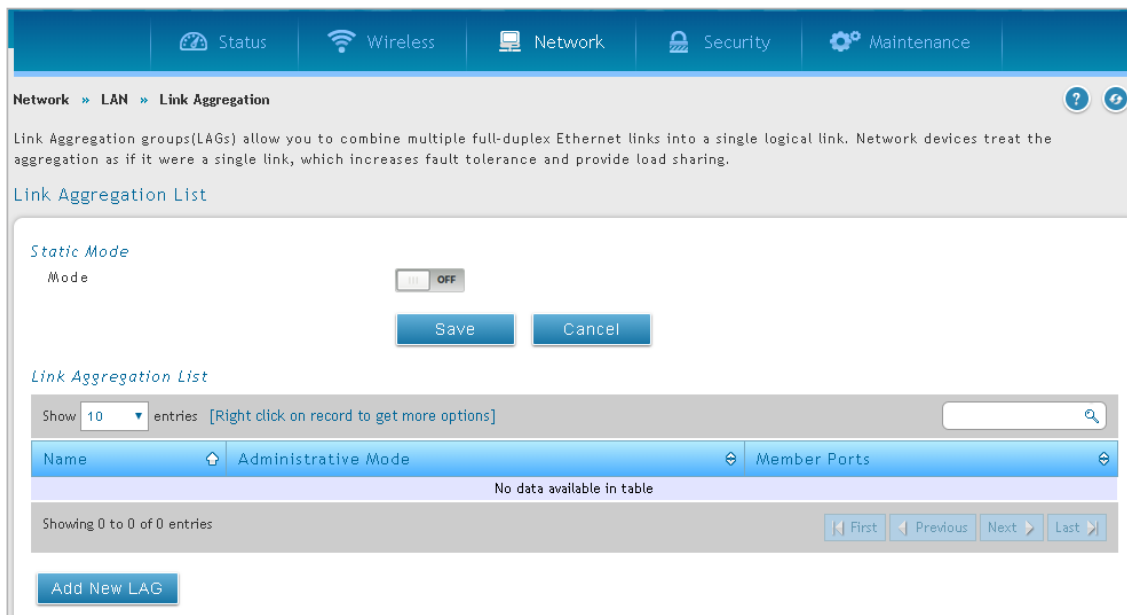 Status Wireless Network Security Maintenance
Network » LAN » Link Aggregation ?
Link Aggregation groups(LAGs) allow you to combine multiple full-duplex Ethernet links into a single logical link. Network devices treat the
aggregation as if it were a single link, which increases fault tolerance and provide load sharing.
Link Aggregation List
Static Mode
Mode OFF
Save Cancel
Link Aggregation List
Show 10 entries [Right click on record to get more options]
Name Administrative Mode Member Ports
No data available in table
Showing 0 to 0 of 0 entries First Previous Next Last
Add New LAG